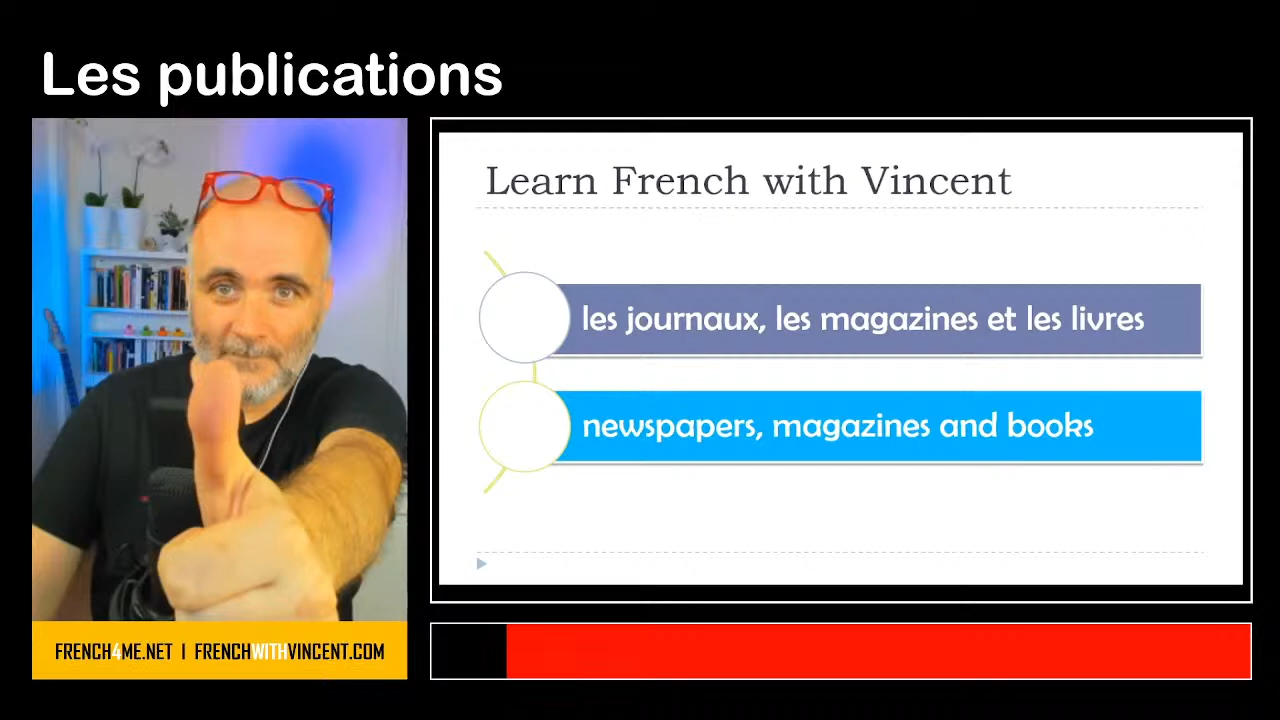 Les publications
Learn French with Vincent
les journaux, les magazines et les livres
newspapers, magazines and books
FRENCH4ME.NET I FRENCHWITHVINCENT.COM